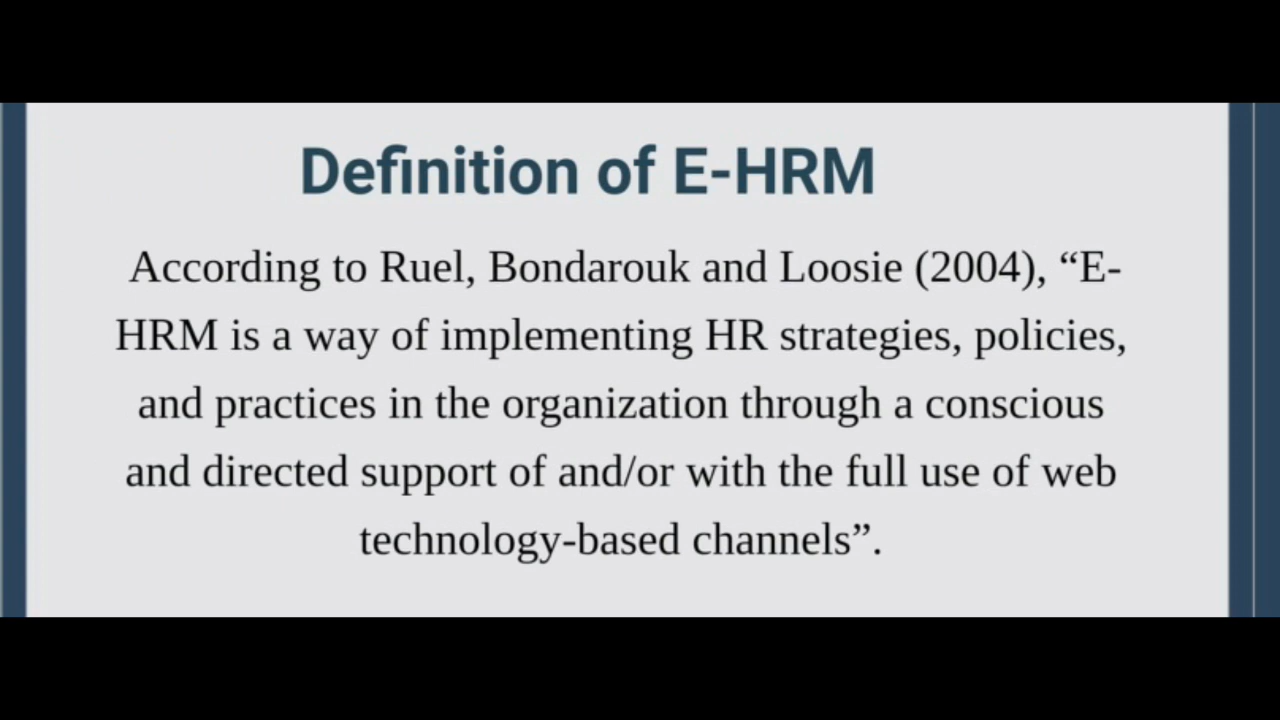 Definition of E-HRM
According to Ruel, Bondarouk and Loosie (2004), “E-
HRM is a way of implementing HR strategies, policies,
and practices in the organization through a conscious
and directed support of and/or with the full use of web
technology-based channels”.